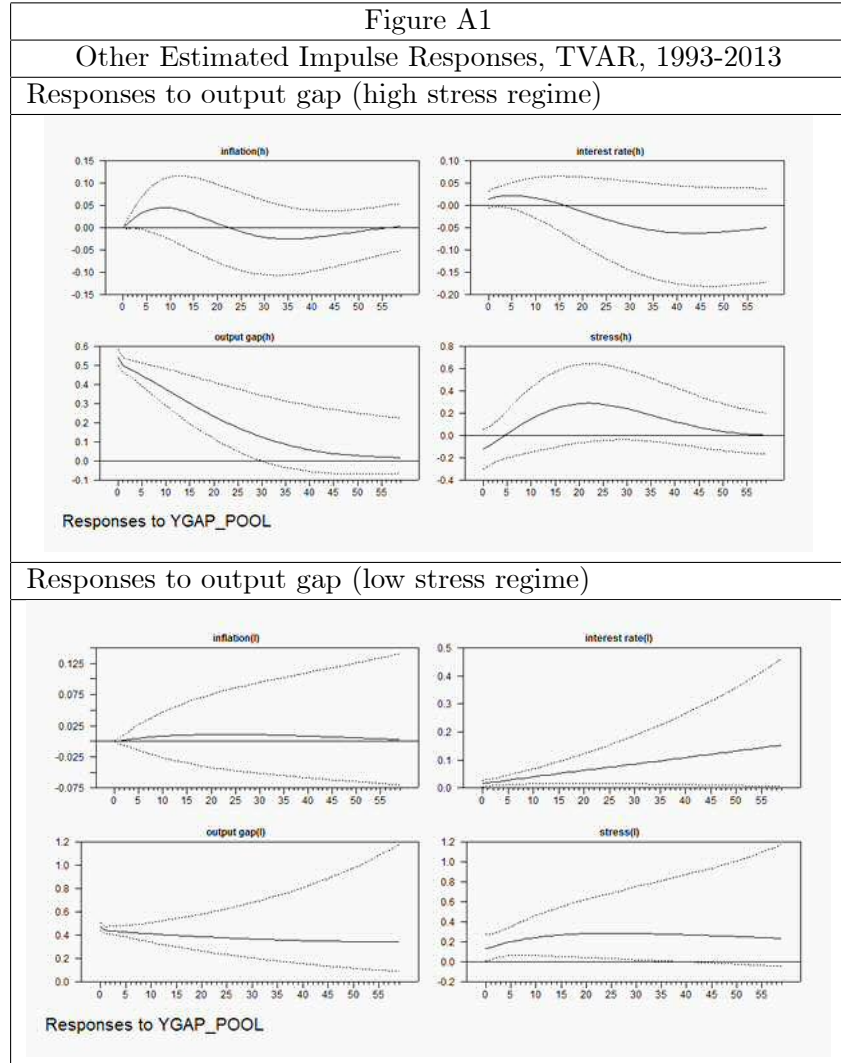 Figure A1
Other Estimated Impulse Responses, TVAR, 1993-2013
Responses to output gap (high stress regime)
inflation(h)
0.15
0.10
0.05
0.00
-0.05
-0.10
-0.15
0 5 10 15 20 25 30 35 40 45 50 55
interest rate(h)
0.10
0.05
0.00
-0.05
-0.10
-0.15
-0.20
0 5 10 15 20 25 30 35 40 45 50 55
output gap(h)
0.6
0.5
0.4
0.3
0.2
0.1
0.0
-0.1
0 5 10 15 20 25 30 35 40 45 50 55
stress(h)
0.8
0.6
0.4
0.2
0.0
-0.2
-0.4
0 5 10 15 20 25 30 35 40 45 50 55
Responses to YGAP_POOL
Responses to output gap (low stress regime)
inflation(l)
0.125
0.075
0.025
-0.025
-0.075
0 5 10 15 20 25 30 35 40 45 50 55
interest rate(l)
0.5
0.4
0.3
0.2
0.1
0.0
0 5 10 15 20 25 30 35 40 45 50 55
output gap(l)
1.2
1.0
0.8
0.6
0.4
0.2
0.0
0 5 10 15 20 25 30 35 40 45 50 55
stress(l)
1.2
1.0
0.8
0.6
0.4
0.2
0.0
-0.2
0 5 10 15 20 25 30 35 40 45 50 55
Responses to YGAP_POOL